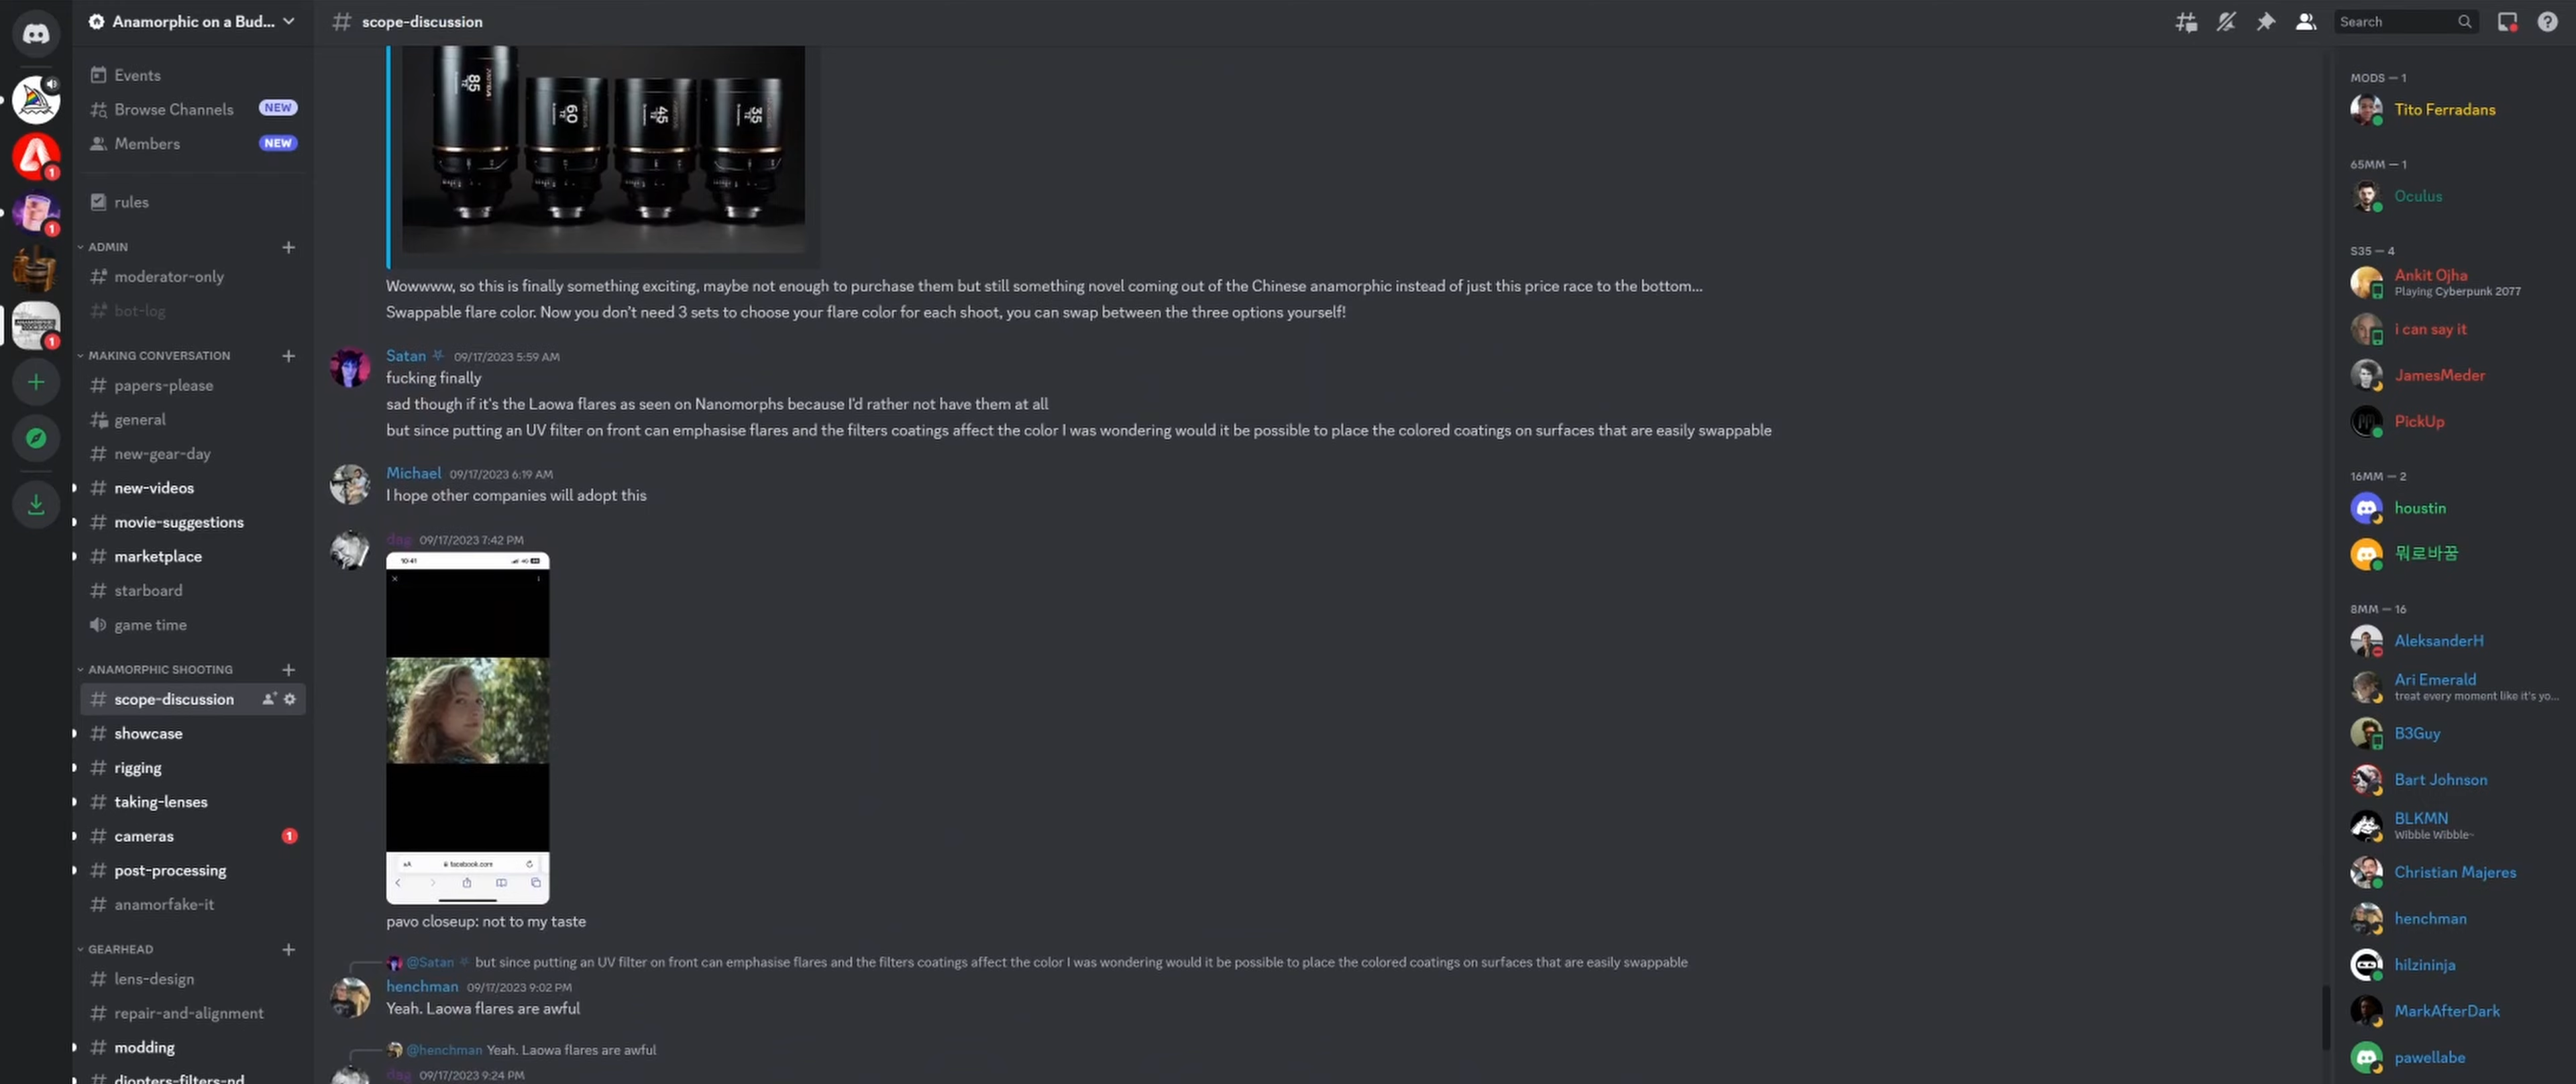 Anamorphic on a Bud...
Events
Browse Channels NEW
Members NEW
rules
ADMIN
moderator-only
bot-log
MAKING CONVERSATION
papers-please
general
new-gear-day
new-videos
movie-suggestions
marketplace
starboard
game time
ANAMORPHIC SHOOTING
scope-discussion
showcase
rigging
taking-lenses
cameras 1
post-processing
anamorfake-it
GEARHEAD
lens-design
repair-and-alignment
modding
diopters-filters-nd
scope-discussion
Search
85 60 45 35
Wowwww, so this is finally something exciting, maybe not enough to purchase them but still something novel coming out of the Chinese anamorphic instead of just this price race to the bottom...
Swappable flare color. Now you don't need 3 sets to choose your flare color for each shoot, you can swap between the three options yourself!
Satan 09/17/2023 5:59 AM
fucking finally
sad though if it's the Laowa flares as seen on Nanomorphs because I'd rather not have them at all
but since putting an UV filter on front can emphasise flares and the filters coatings affect the color I was wondering would it be possible to place the colored coatings on surfaces that are easily swappable
Michael 09/17/2023 6:19 AM
I hope other companies will adopt this
dag 09/17/2023 7:42 PM
10:41
AA facebook.com
pavo closeup: not to my taste
@Satan but since putting an UV filter on front can emphasise flares and the filters coatings affect the color I was wondering would it be possible to place the colored coatings on surfaces that are easily swappable
henchman 09/17/2023 9:02 PM
Yeah. Laowa flares are awful
@henchman Yeah. Laowa flares are awful
dag 09/17/2023 9:24 PM
MODS — 1
Tito Ferradans
65MM — 1
Oculus
S35 — 4
Ankit Ojha
Playing Cyberpunk 2077
i can say it
JamesMeder
PickUp
16MM — 2
houstin
뭐로바꿈
8MM — 16
AleksanderH
Ari Emerald
treat every moment like it's yo...
B3Guy
Bart Johnson
BLKMN
Wibble Wibble~
Christian Majeres
henchman
hilzininja
MarkAfterDark
pawellabe